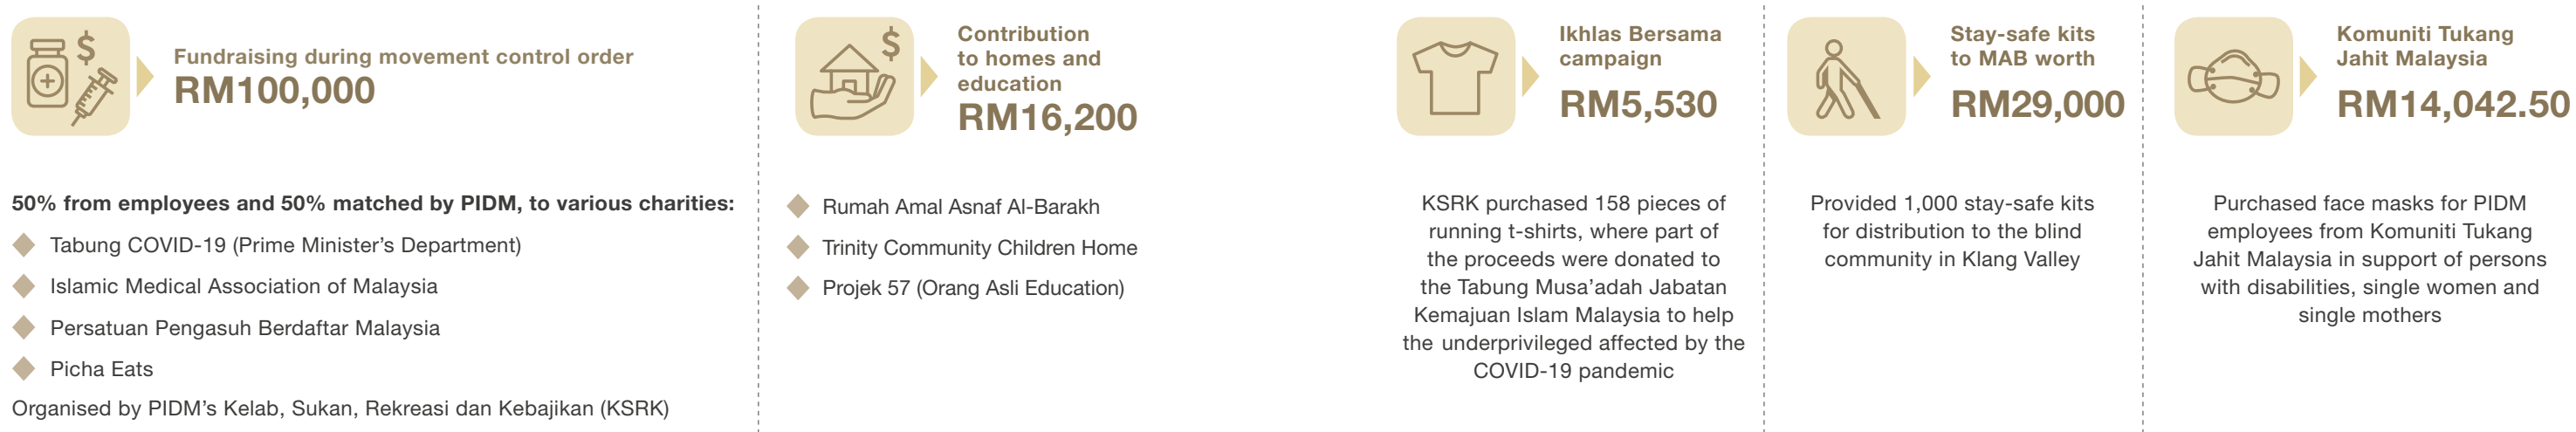 Fundraising during movement control order
RM100,000
50% from employees and 50% matched by PIDM, to various charities:
Tabung COVID-19 (Prime Minister’s Department)
Islamic Medical Association of Malaysia
Persatuan Pengasuh Berdaftar Malaysia
Picha Eats
Organised by PIDM’s Kelab, Sukan, Rekreasi dan Kebajikan (KSRK)
Contribution
to homes and
education
RM16,200
Rumah Amal Asnaf Al-Barakh
Trinity Community Children Home
Projek 57 (Orang Asli Education)
Ikhlas Bersama
campaign
RM5,530
KSRK purchased 158 pieces of
running t-shirts, where part of
the proceeds were donated to
the Tabung Musa’adah Jabatan
Kemajuan Islam Malaysia to help
the underprivileged affected by the
COVID-19 pandemic
Stay-safe kits
to MAB worth
RM29,000
Provided 1,000 stay-safe kits
for distribution to the blind
community in Klang Valley
Komuniti Tukang
Jahit Malaysia
RM14,042.50
Purchased face masks for PIDM
employees from Komuniti Tukang
Jahit Malaysia in support of persons
with disabilities, single women and
single mothers